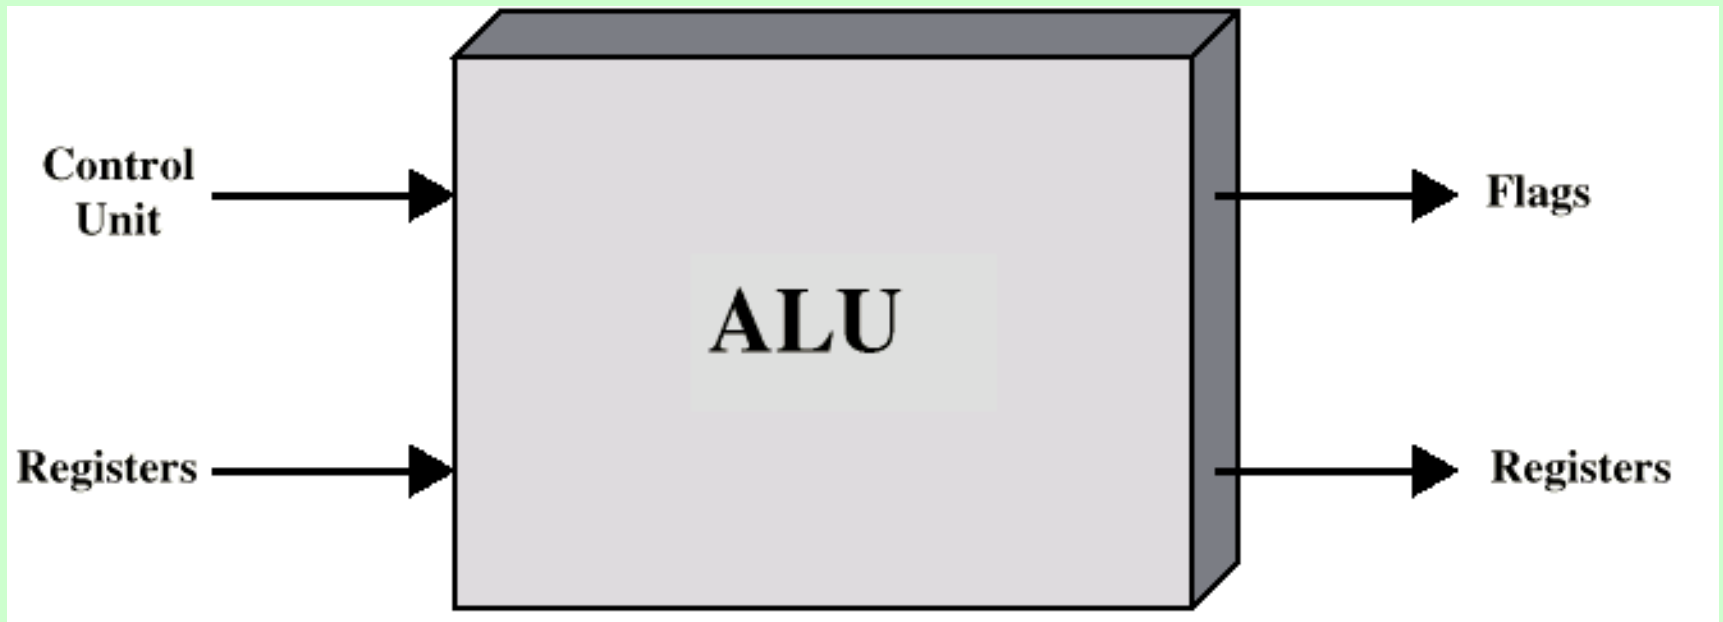 Control
Unit
Flags
ALU
Registers
Registers